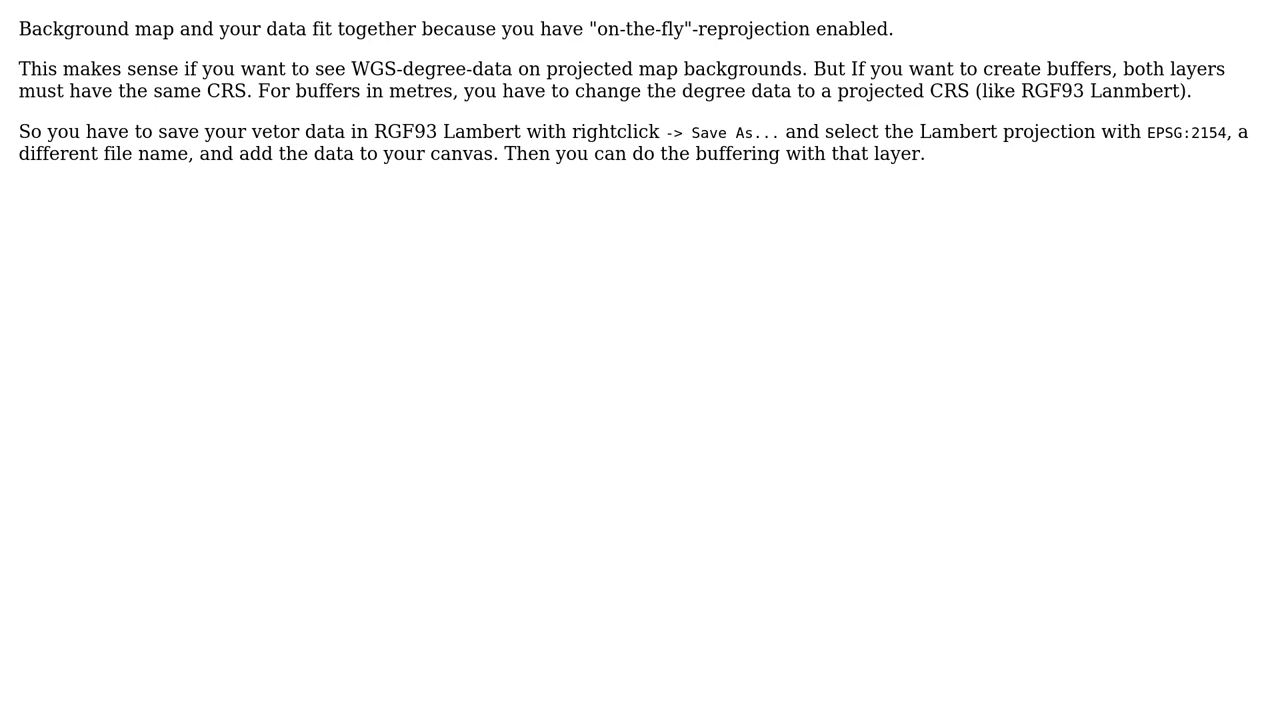 Background map and your data fit together because you have "on-the-fly"-reprojection enabled.
This makes sense if you want to see WGS-degree-data on projected map backgrounds. But If you want to create buffers, both layers
must have the same CRS. For buffers in metres, you have to change the degree data to a projected CRS (like RGF93 Lanmbert).
So you have to save your vetor data in RGF93 Lambert with rightclick -> Save As... and select the Lambert projection with EPSG:2154, a
different file name, and add the data to your canvas. Then you can do the buffering with that layer.